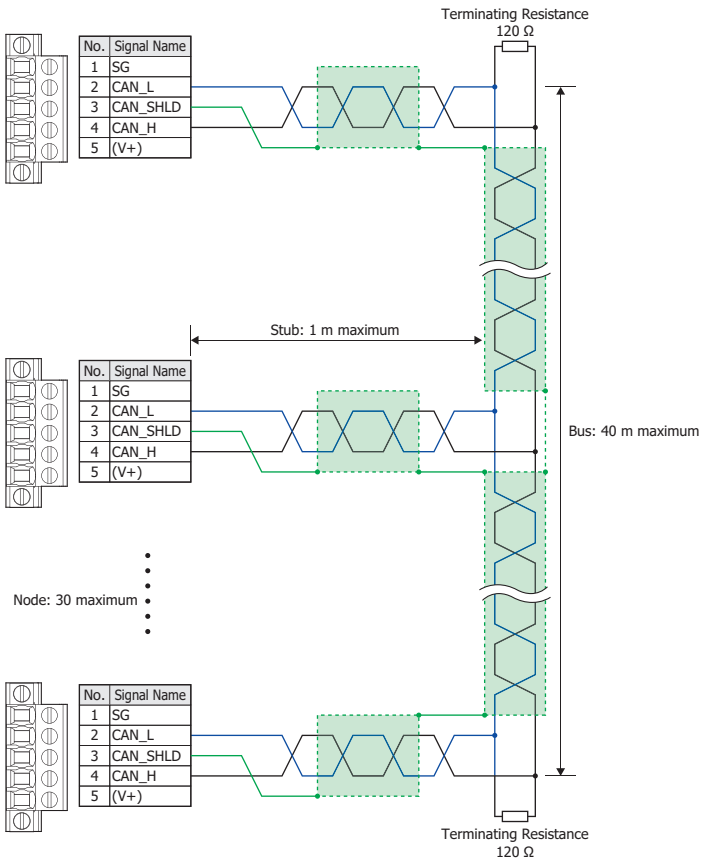 Terminating Resistance
120 Ω
No. Signal Name
1 SG
2 CAN_L
3 CAN_SHLD
4 CAN_H
5 (V+)
Stub: 1 m maximum
No. Signal Name
1 SG
2 CAN_L
3 CAN_SHLD
4 CAN_H
5 (V+)
Bus: 40 m maximum
Node: 30 maximum
No. Signal Name
1 SG
2 CAN_L
3 CAN_SHLD
4 CAN_H
5 (V+)
Terminating Resistance
120 Ω